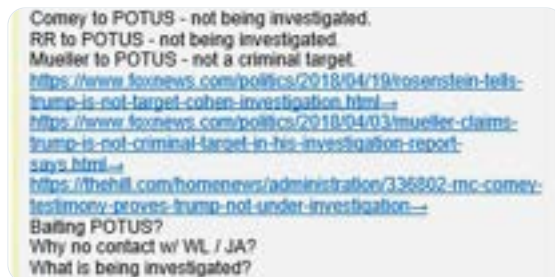 Comey to POTUS - not being investigated.
RR to POTUS - not being investigated.
Mueller to POTUS - not a criminal target.
https://www.foxnews.com/politics/2018/04/19/rosenstein-tells-
trump-is-not-target-cohen-investigation.html→
https://www.foxnews.com/politics/2018/04/03/mueller-claims-
trump-is-not-criminal-target-in-his-investigation-report-
says.html→
https://thehill.com/homenews/administration/336802-rnc-comey-
testimony-proves-trump-not-under-investigation→
Baiting POTUS?
Why no contact w/ WL / JA?
What is being investigated?